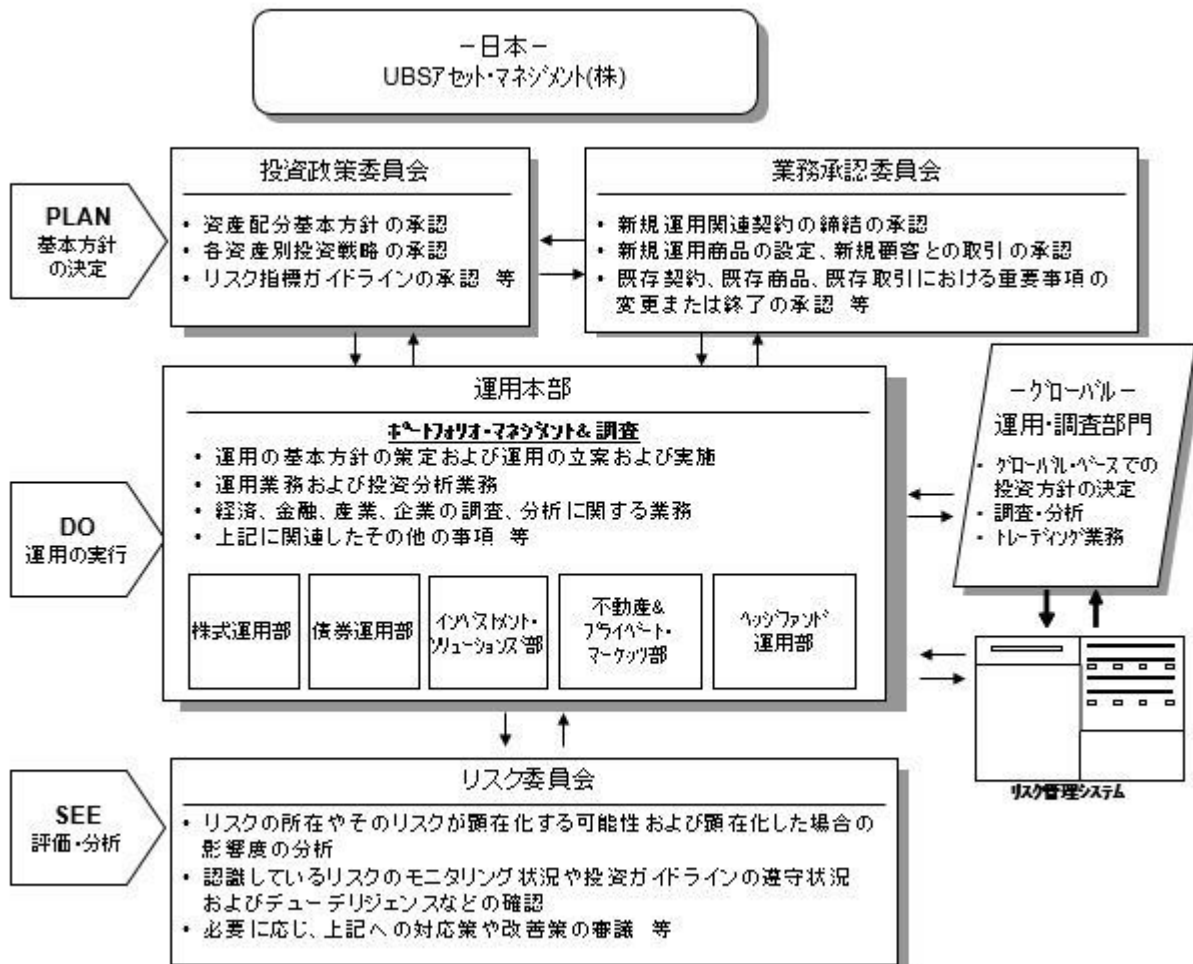 －日本－
UBSアセット・マネジメント(株)
投資政策委員会
・ 資産配分基本方針の承認
・ 各資産別投資戦略の承認
・ リスク指標ガイドラインの承認 等
業務承認委員会
・ 新規運用関連契約の締結の承認
・ 新規運用商品の設定、新規顧客との取引の承認
・ 既存契約、既存商品、既存取引における重要事項の
変更または終了の承認 等
PLAN
基本方針
の決定
運用本部
ポートフォリオ・マネジメント&調査
・ 運用の基本方針の策定および運用の立案および実施
・ 運用業務および投資分析業務
・ 経済、金融、産業、企業の調査、分析に関する業務
・ 上記に関連したその他の事項 等
DO
運用の実行
株式運用部
債券運用部
インベストメント・
ソリューションズ部
不動産&
プライベート・
マーケッツ部
ヘッジファンド
運用部
－グローバル－
運用・調査部門
・ グローバル・ベースでの
投資方針の決定
・ 調査・分析
・ トレーディング業務
リスク管理システム
SEE
評価・分析
リスク委員会
・ リスクの所在やそのリスクが顕在化する可能性および顕在化した場合の
影響度の分析
・ 認識しているリスクのモニタリング状況や投資ガイドラインの遵守状況
およびデューデリジェンスなどの確認
・ 必要に応じ、上記への対応策や改善策の審議 等